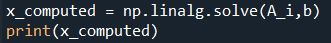 x_computed = np.linalg.solve(A_i,b)
print(x_computed)